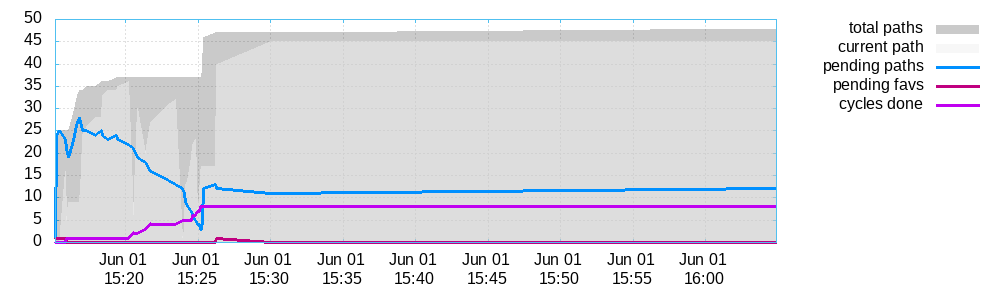 50
45
40
35
30
25
20
15
10
5
0
Jun 01 Jun 01 Jun 01 Jun 01 Jun 01 Jun 01 Jun 01 Jun 01 Jun 01
15:20 15:25 15:30 15:35 15:40 15:45 15:50 15:55 16:00
total paths
current path
pending paths
pending favs
cycles done